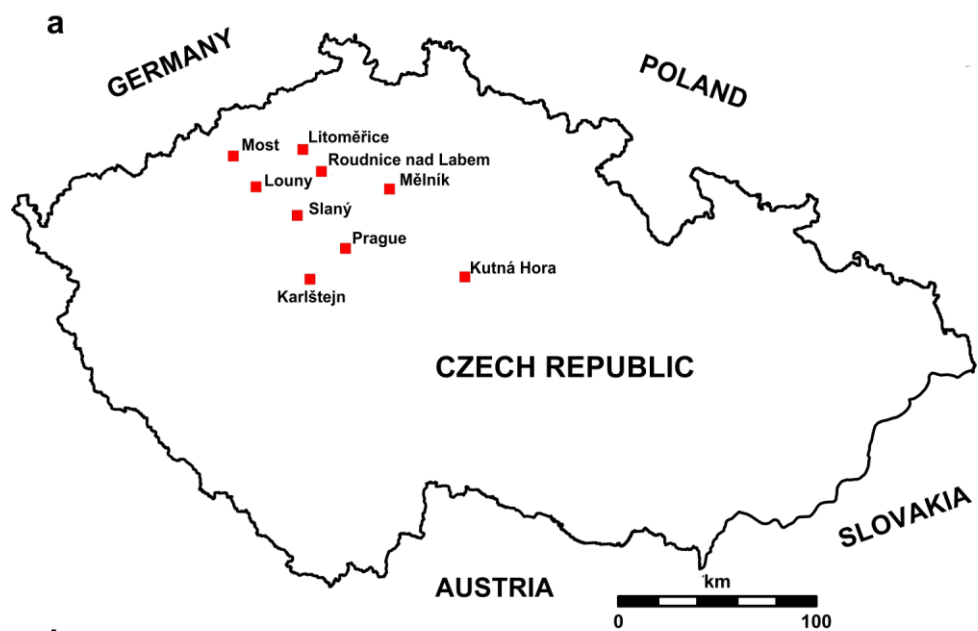 a
GERMANY
POLAND
Most
Litoměřice
Roudnice nad Labem
Louny
Mělník
Slaný
Prague
Kutná Hora
Karlštejn
CZECH REPUBLIC
SLOVAKIA
AUSTRIA
km
0 100